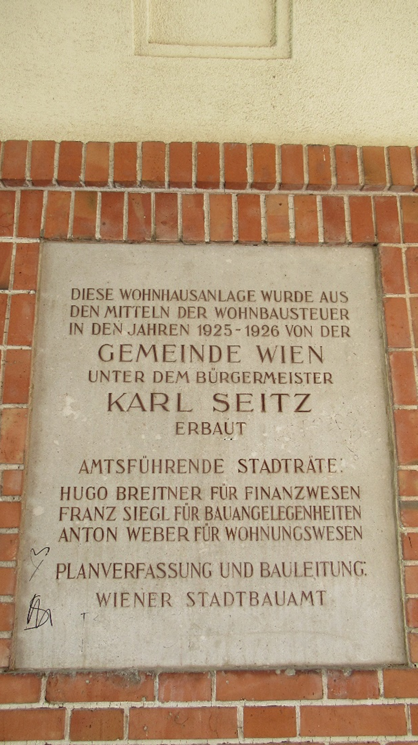 DIESE WOHNHAUSANLAGE WURDE AUS
DEN MITTELN DER WOHNBAUSTEUER
IN DEN JAHREN 1925-1926 VON DER
GEMEINDE WIEN
UNTER DEM BÜRGERMEISTER
KARL SEITZ
ERBAUT
AMTSFÜHRENDE STADTRÄTE:
HUGO BREITNER FÜR FINANZWESEN
FRANZ SIEGL FÜR BAUANGELEGENHEITEN
ANTON WEBER FÜR WOHNUNGSWESEN
PLANVERFASSUNG UND BAULEITUNG:
WIENER STADTBAUAMT